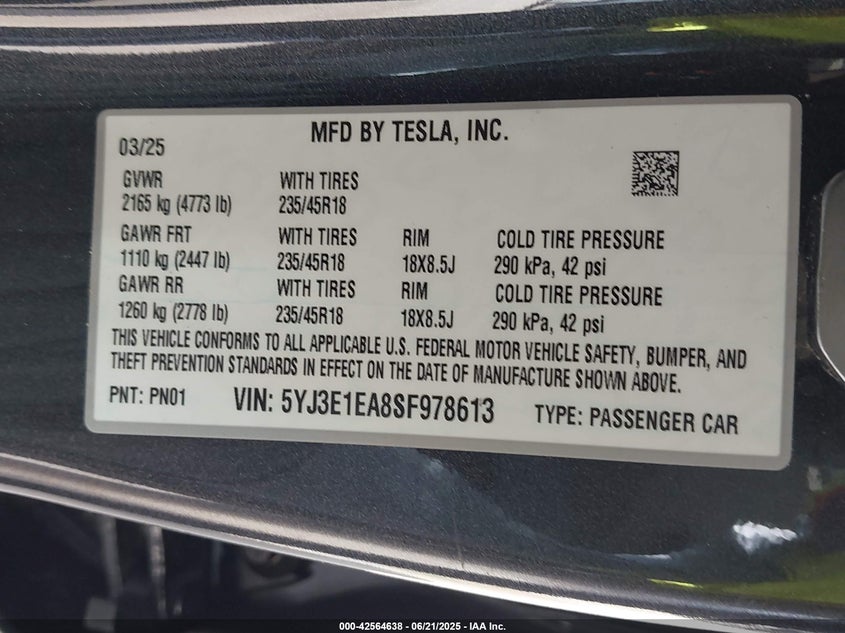 MFD BY TESLA, INC.
03/25
GVWR WITH TIRES
2165 kg (4773 lb) 235/45R18
GAWR FRT WITH TIRES RIM COLD TIRE PRESSURE
1110 kg (2447 lb) 235/45R18 18X8.5J 290 kPa, 42 psi
GAWR RR WITH TIRES RIM COLD TIRE PRESSURE
1260 kg (2778 lb) 235/45R18 18X8.5J 290 kPa, 42 psi
THIS VEHICLE CONFORMS TO ALL APPLICABLE U.S. FEDERAL MOTOR VEHICLE SAFETY, BUMPER, AND
THEFT PREVENTION STANDARDS IN EFFECT ON THE DATE OF MANUFACTURE SHOWN ABOVE.
PNT: PN01 VIN: 5YJ3E1EA8SF978613 TYPE: PASSENGER CAR
000-42564638 - 06/21/2025 - IAA Inc.